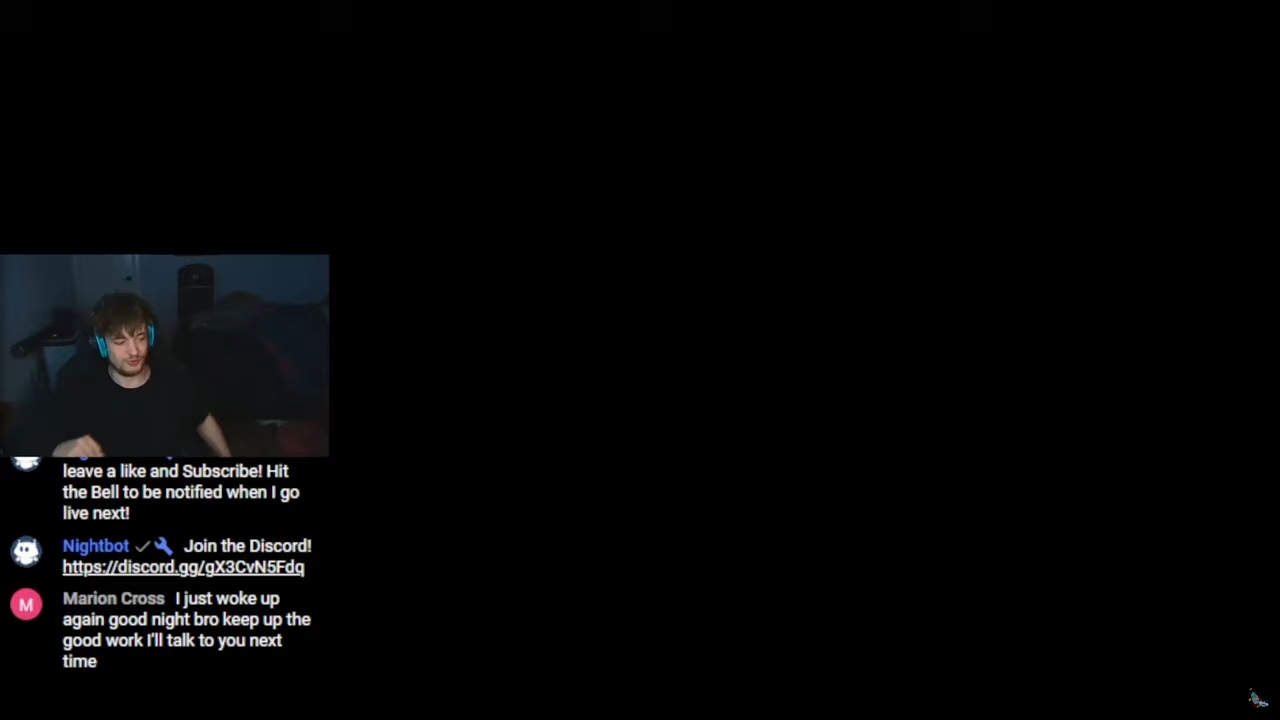 leave a like and Subscribe! Hit
the Bell to be notified when I go
live next!
Nightbot Join the Discord!
https://discord.gg/gX3CvN5Fdq
M
Marion Cross I just woke up
again good night bro keep up the
good work I'll talk to you next
time